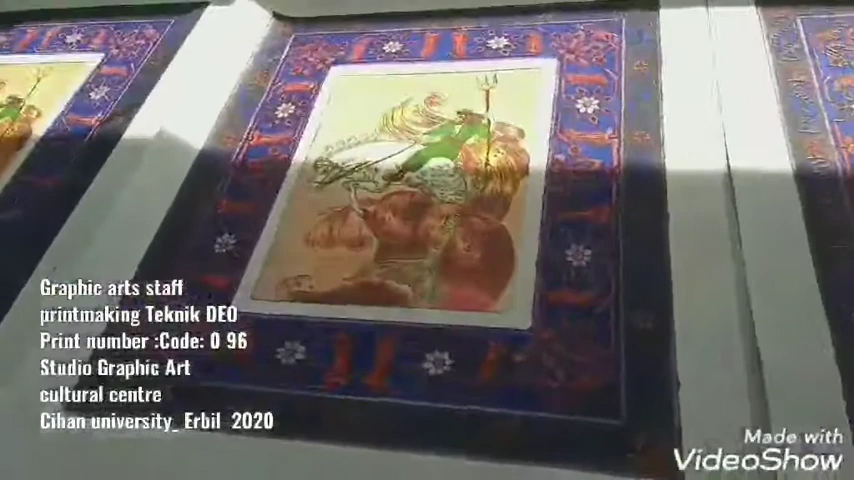 Graphic arts staff
printmaking Teknik DEO
Print number :Code: 0 96
Studio Graphic Art
cultural centre
Cihan university_ Erbil  2020
Made with
VideoShow